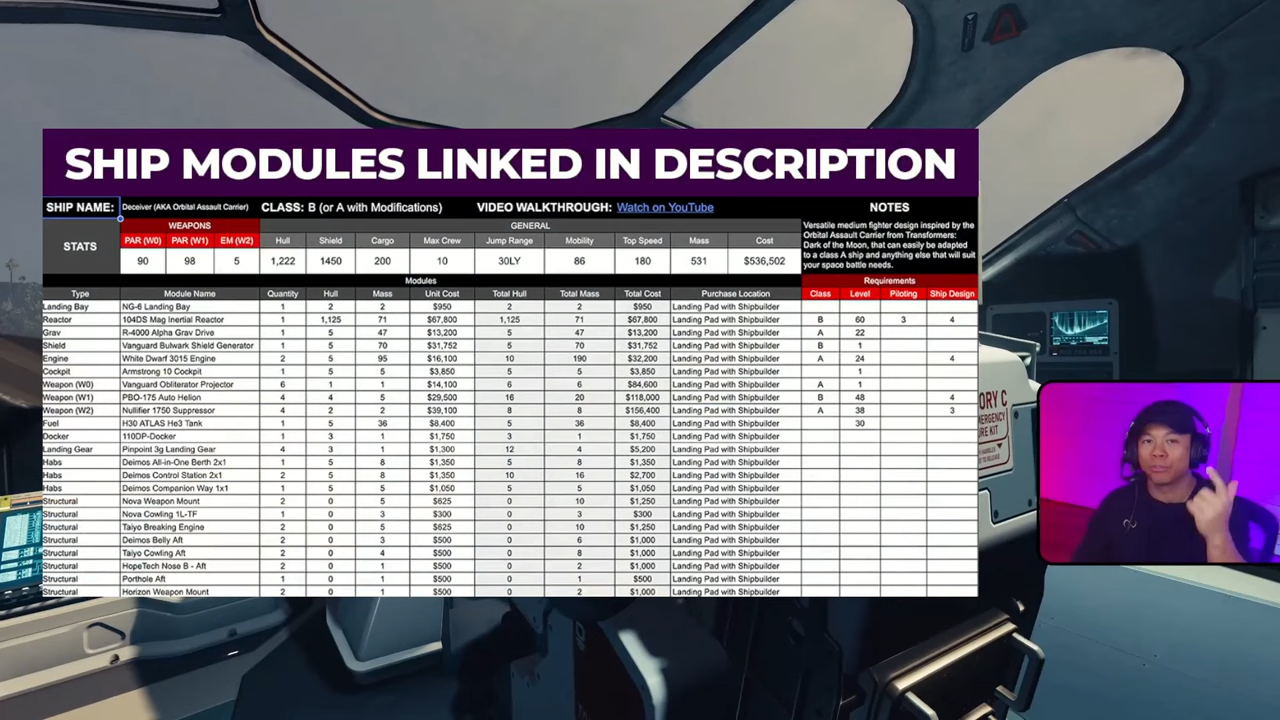 SHIP MODULES LINKED IN DESCRIPTION
SHIP NAME: Deceiver (AKA Orbital Assault Carrier) CLASS: B (or A with Modifications) VIDEO WALKTHROUGH: Watch on YouTube NOTES
STATS WEAPONS GENERAL
Versatile medium fighter design inspired by the
Orbital Assault Carrier from Transformers:
Dark of the Moon, that can easily be adapted
to a class A ship and anything else that will suit
your space battle needs.
PAR (W0) PAR (W1) EM (W2) Hull Shield Cargo Max Crew Jump Range Mobility Top Speed Mass Cost
90 98 5 1,222 1450 200 10 30LY 86 180 531 $536,502
Modules Requirements
Type Module Name Quantity Hull Mass Unit Cost Total Hull Total Mass Total Cost Purchase Location Class Level Piloting Ship Design
Landing Bay NG-6 Landing Bay 1 2 2 $950 2 2 $950 Landing Pad with Shipbuilder
Reactor 104DS Mag Inertial Reactor 1 1,125 71 $67,800 1,125 71 $67,800 Landing Pad with Shipbuilder B 60 3 4
Grav R-4000 Alpha Grav Drive 1 5 47 $13,200 5 47 $13,200 Landing Pad with Shipbuilder A 22
Shield Vanguard Bulwark Shield Generator 1 5 70 $31,752 5 70 $31,752 Landing Pad with Shipbuilder B 1
Engine White Dwarf 3015 Engine 2 5 95 $16,100 10 190 $32,200 Landing Pad with Shipbuilder A 24 4
Cockpit Armstrong 10 Cockpit 1 5 5 $3,850 5 5 $3,850 Landing Pad with Shipbuilder 1
Weapon (W0) Vanguard Obliterator Projector 6 1 1 $14,100 6 6 $84,600 Landing Pad with Shipbuilder A 1
Weapon (W1) PBO-175 Auto Helion 4 4 5 $29,500 16 20 $118,000 Landing Pad with Shipbuilder B 48 4
Weapon (W2) Nullifier 1750 Suppressor 4 2 2 $39,100 8 8 $156,400 Landing Pad with Shipbuilder A 38 3
Fuel H30 ATLAS He3 Tank 1 5 36 $8,400 5 36 $8,400 Landing Pad with Shipbuilder 30
Docker 110DP-Docker 1 3 1 $1,750 3 1 $1,750 Landing Pad with Shipbuilder
Landing Gear Pinpoint 3g Landing Gear 4 3 1 $1,300 12 4 $5,200 Landing Pad with Shipbuilder
Habs Deimos All-in-One Berth 2x1 1 5 8 $1,350 5 8 $1,350 Landing Pad with Shipbuilder
Habs Deimos Control Station 2x1 2 5 8 $1,350 10 16 $2,700 Landing Pad with Shipbuilder
Habs Deimos Companion Way 1x1 1 5 5 $1,050 5 5 $1,050 Landing Pad with Shipbuilder
Structural Nova Weapon Mount 2 0 5 $625 0 10 $1,250 Landing Pad with Shipbuilder
Structural Nova Cowling 1L-TF 1 0 3 $300 0 3 $300 Landing Pad with Shipbuilder
Structural Taiyo Breaking Engine 2 0 5 $625 0 10 $1,250 Landing Pad with Shipbuilder
Structural Deimos Belly Aft 2 0 3 $500 0 6 $1,000 Landing Pad with Shipbuilder
Structural Taiyo Cowling Aft 2 0 4 $500 0 8 $1,000 Landing Pad with Shipbuilder
Structural HopeTech Nose B - Aft 2 0 1 $500 0 2 $1,000 Landing Pad with Shipbuilder
Structural Porthole Aft 1 0 1 $500 0 1 $500 Landing Pad with Shipbuilder
Structural Horizon Weapon Mount 2 0 1 $500 0 2 $1,000 Landing Pad with Shipbuilder